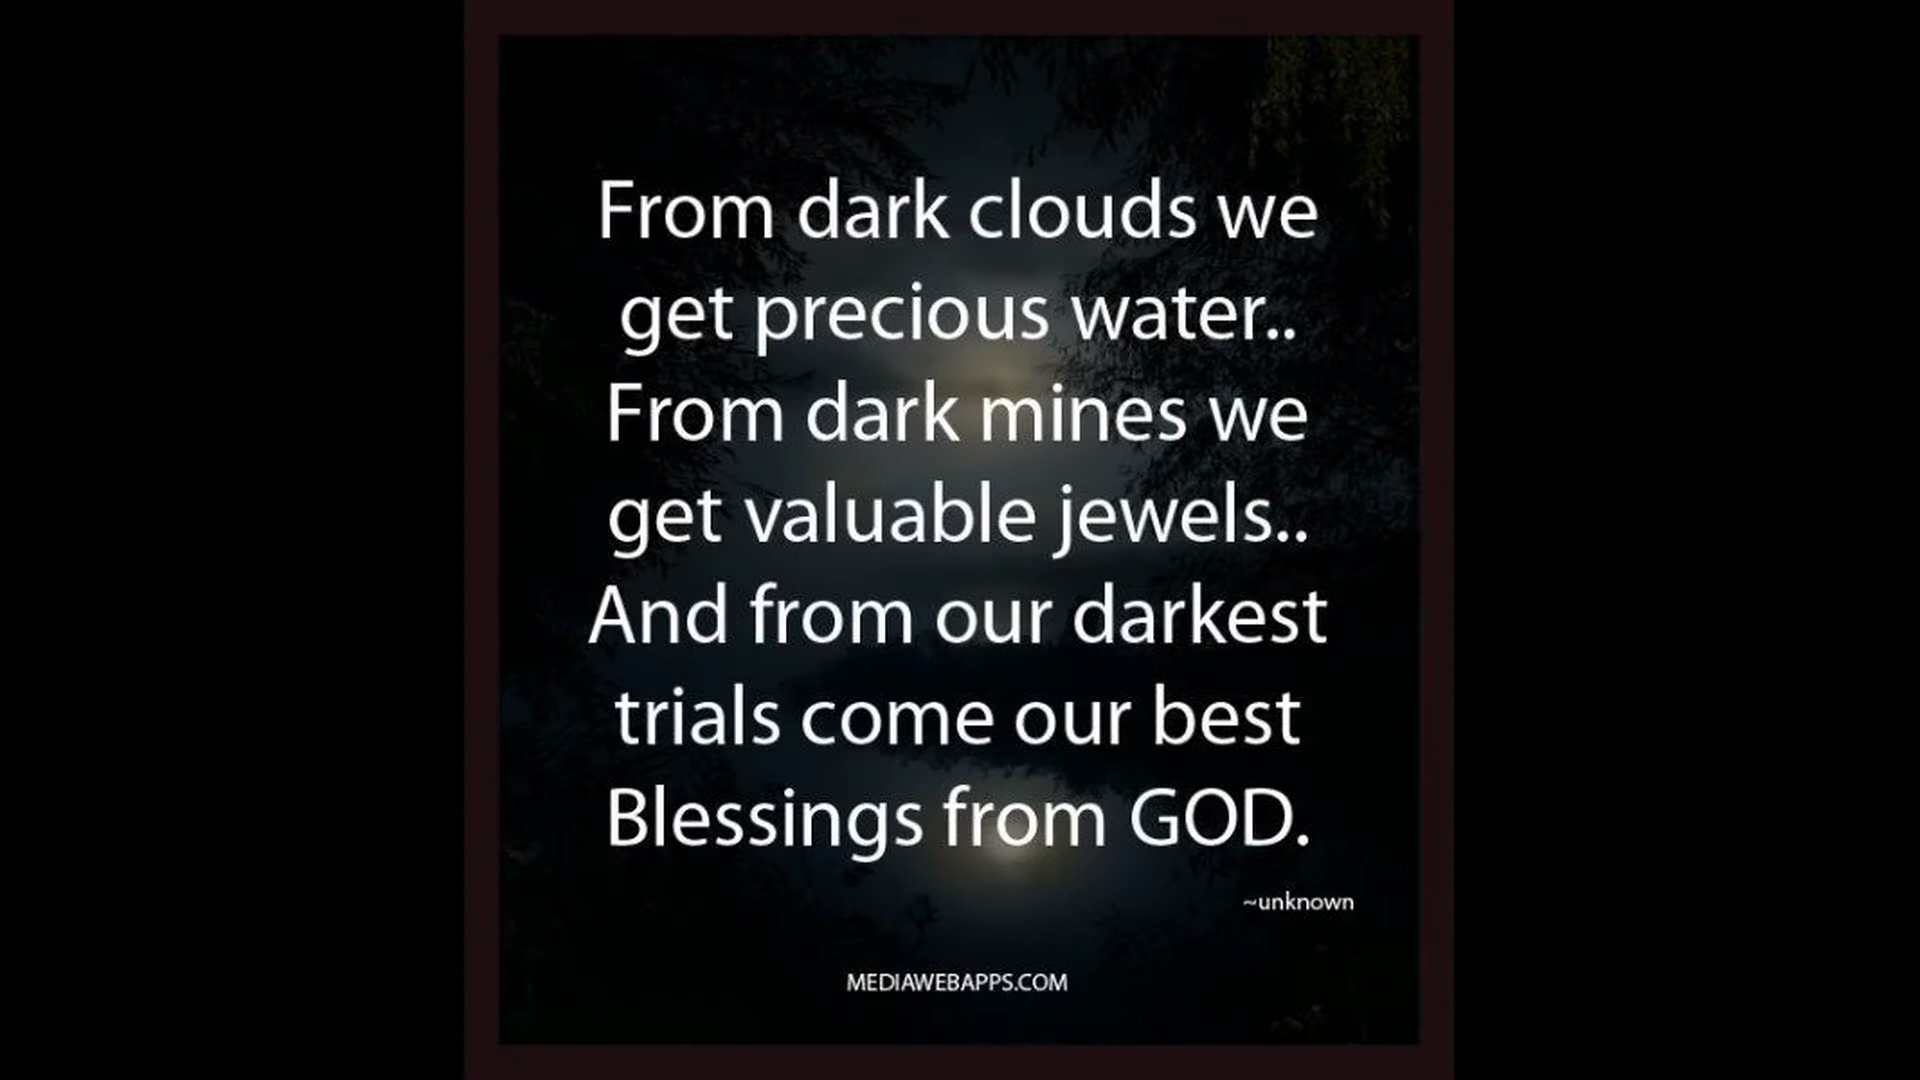 From dark clouds we
get precious water..
From dark mines we
get valuable jewels..
And from our darkest
trials come our best
Blessings from GOD.
~unknown
MEDIAWEBAPPS.COM